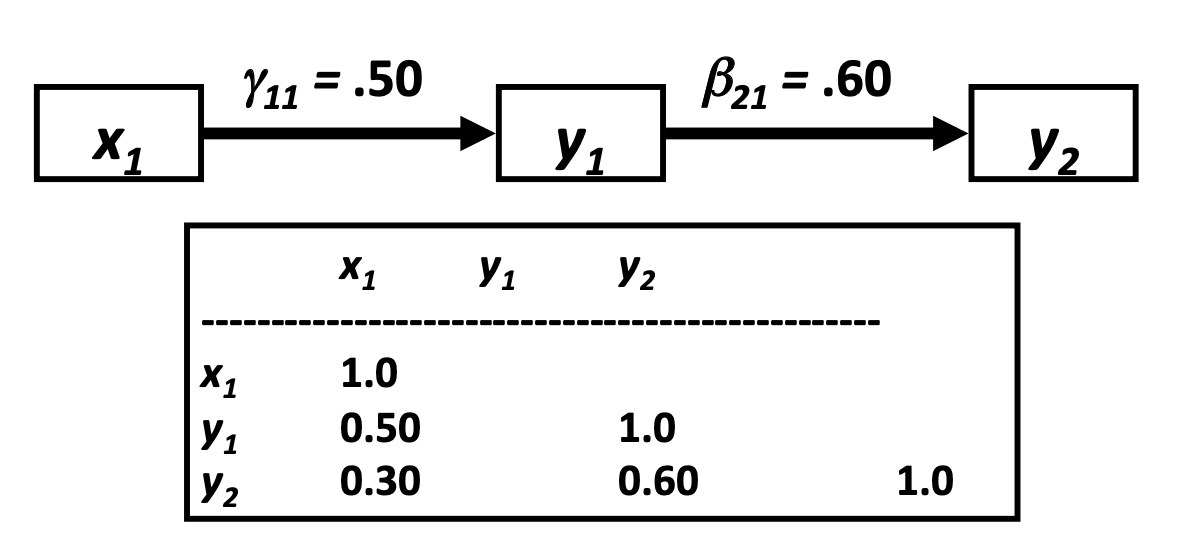 γ11 = .50 β21 = .60
x1 y1 y2
x1 y1 y2
-------------------------------------------------
x1 1.0
y1 0.50 1.0
y2 0.30 0.60 1.0